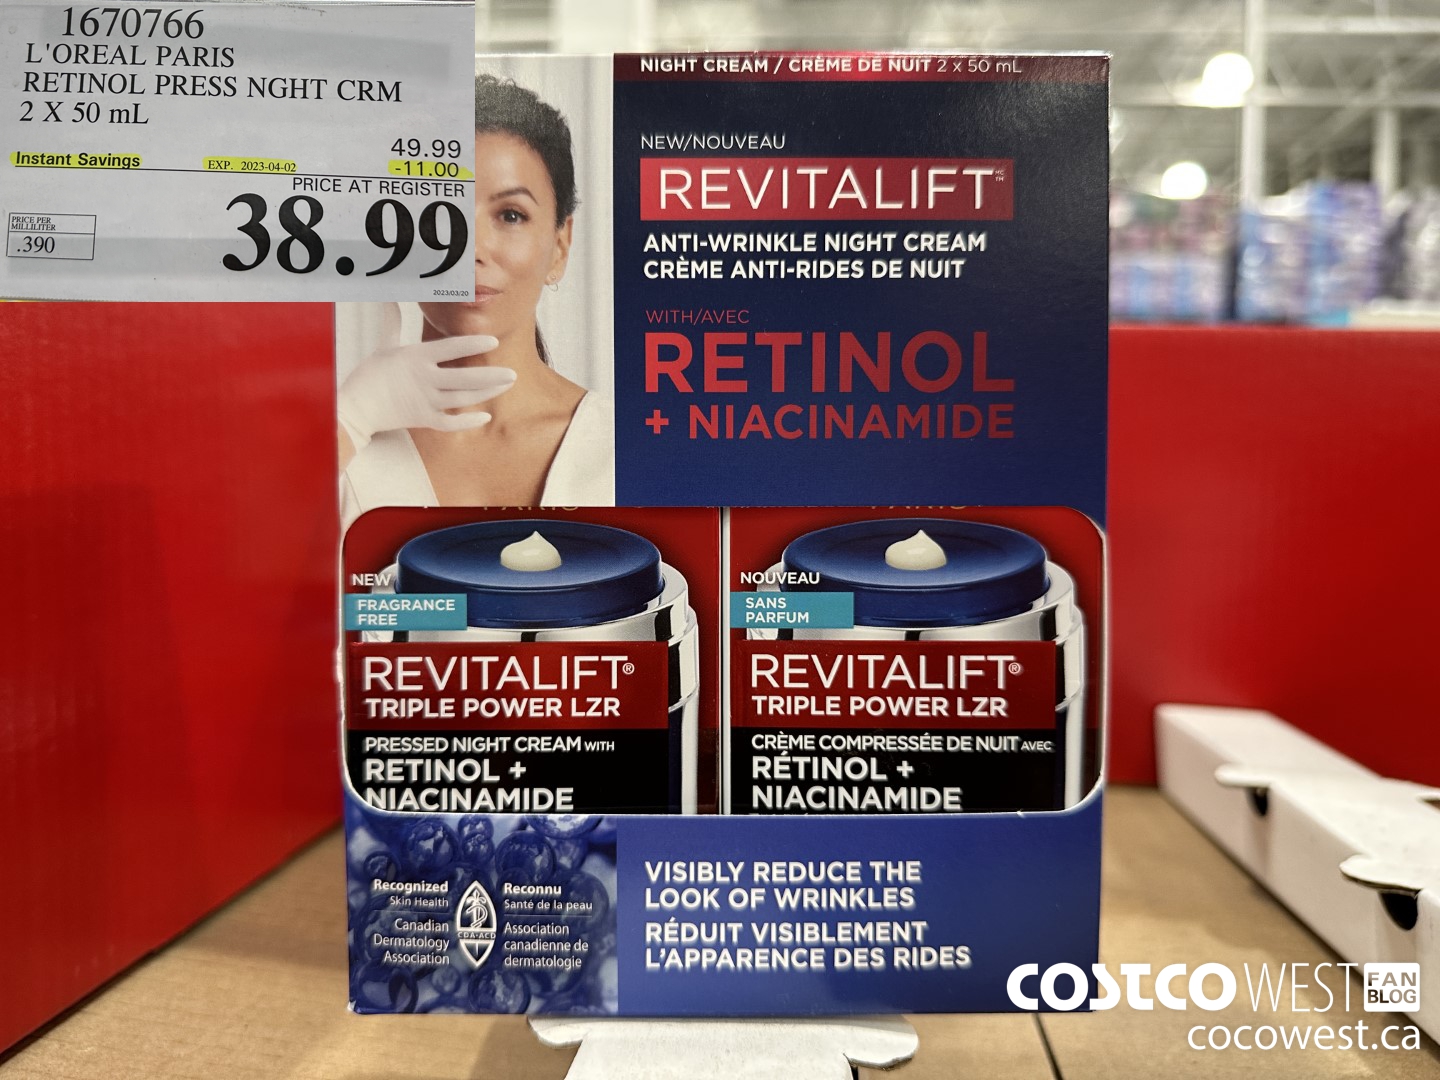 1670766
L'OREAL PARIS
RETINOL PRESS NGHT CRM
2 X 50 mL
49.99
Instant Savings EXP. 2023-04-02 -11.00
PRICE AT REGISTER
38.99
PRICE PER
MILLILITER
.390
2023/03/20
NIGHT CREAM / CRÈME DE NUIT 2 x 50 mL
NEW/NOUVEAU
REVITALIFT MC
TM
ANTI-WRINKLE NIGHT CREAM
CRÈME ANTI-RIDES DE NUIT
WITH/AVEC
RETINOL
+ NIACINAMIDE
NEW
FRAGRANCE
FREE
REVITALIFT®
TRIPLE POWER LZR
PRESSED NIGHT CREAM WITH
RETINOL +
NIACINAMIDE
NOUVEAU
SANS
PARFUM
REVITALIFT®
TRIPLE POWER LZR
CRÈME COMPRESSÉE DE NUIT AVEC
RÉTINOL +
NIACINAMIDE
Recognized
Skin Health
Canadian
Dermatology
Association
CDA-ACD
Reconnu
Santé de la peau
Association
canadienne de
dermatologie
VISIBLY REDUCE THE
LOOK OF WRINKLES
RÉDUIT VISIBLEMENT
L'APPARENCE DES RIDES
COSTCO WEST FAN
BLOG
cocowest.ca